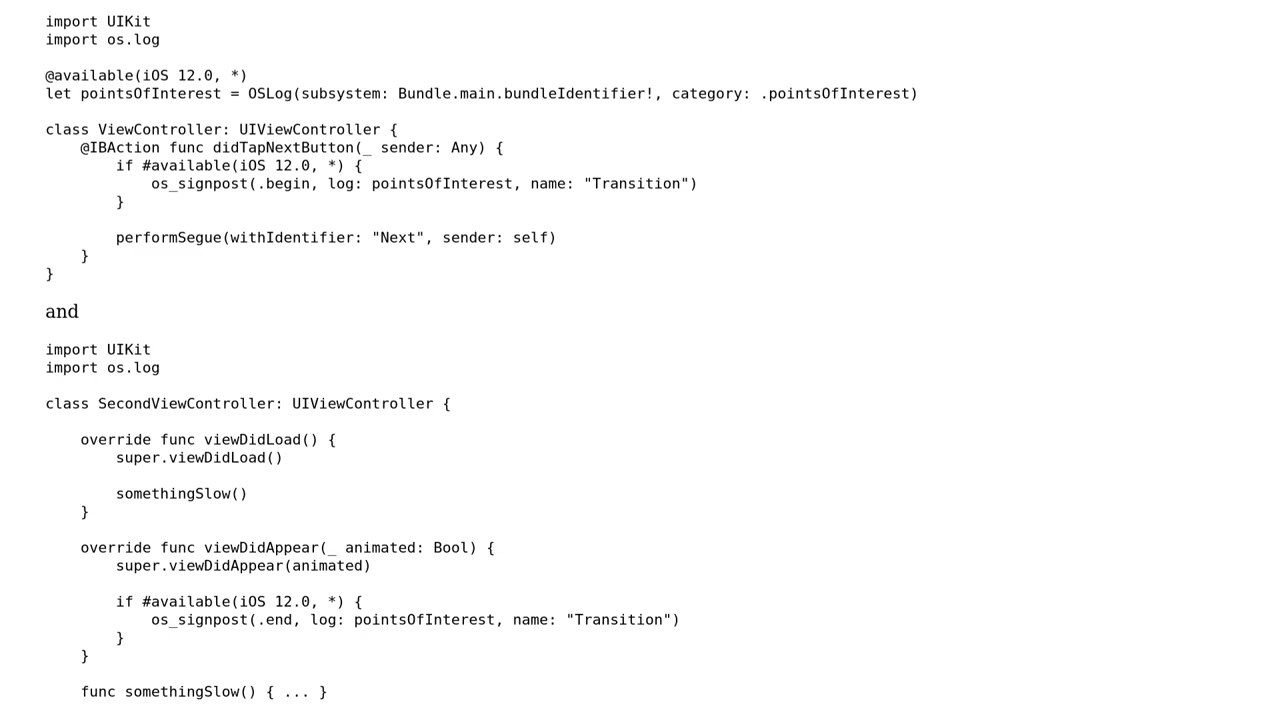 import UIKit
import os.log
@available(iOS 12.0, *)
let pointsOfInterest = OSLog(subsystem: Bundle.main.bundleIdentifier!, category: .pointsOfInterest)
class ViewController: UIViewController {
    @IBAction func didTapNextButton(_ sender: Any) {
        if #available(iOS 12.0, *) {
            os_signpost(.begin, log: pointsOfInterest, name: "Transition")
        }
        performSegue(withIdentifier: "Next", sender: self)
    }
}
and
import UIKit
import os.log
class SecondViewController: UIViewController {
    override func viewDidLoad() {
        super.viewDidLoad()
        somethingSlow()
    }
    override func viewDidAppear(_ animated: Bool) {
        super.viewDidAppear(animated)
        if #available(iOS 12.0, *) {
            os_signpost(.end, log: pointsOfInterest, name: "Transition")
        }
    }
    func somethingSlow() { ... }